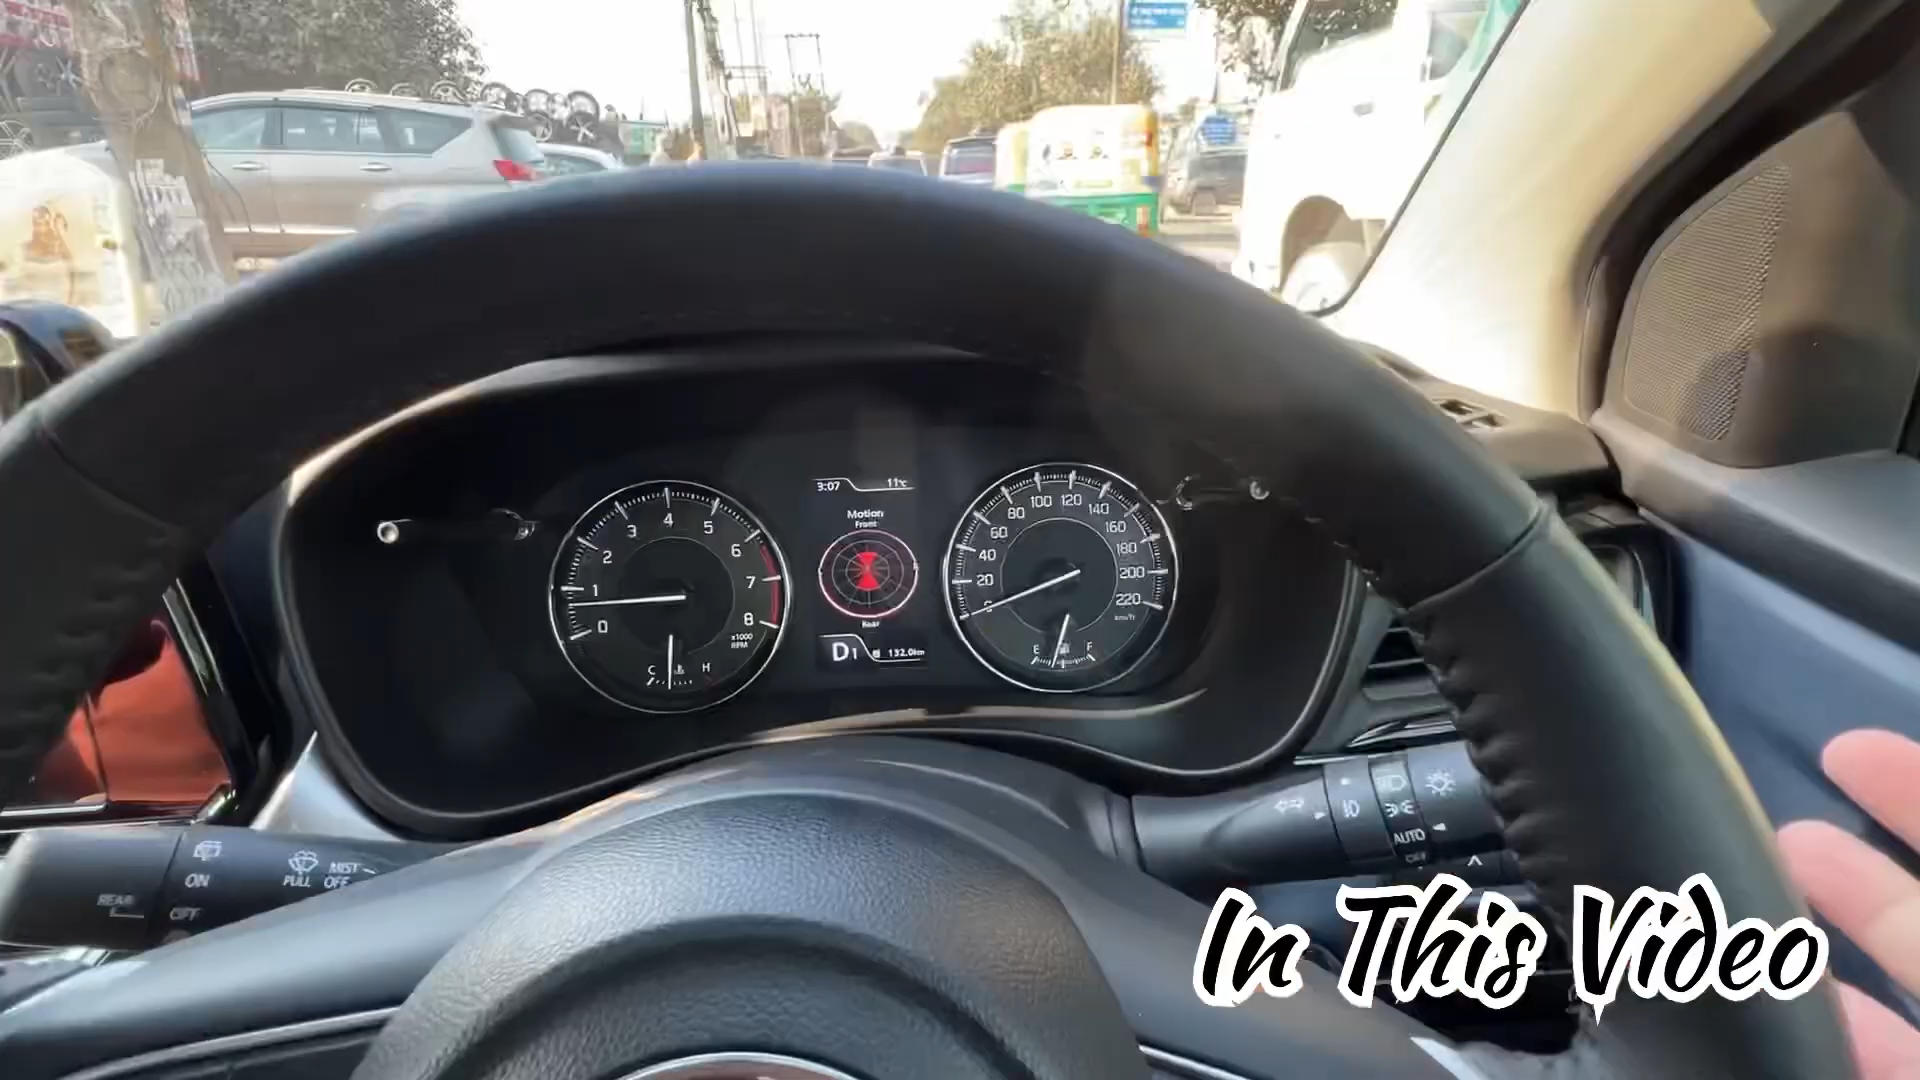 3:07
11°C
Motion
Front
Rear
D1
132.0km
0
1
2
3
4
5
6
7
8
x1000
RPM
C
H
20
40
60
80
100
120
140
160
180
200
220
km/h
E
F
ON
REAR
OFF
PULL
MIST
OFF
AUTO
OFF
In This Video